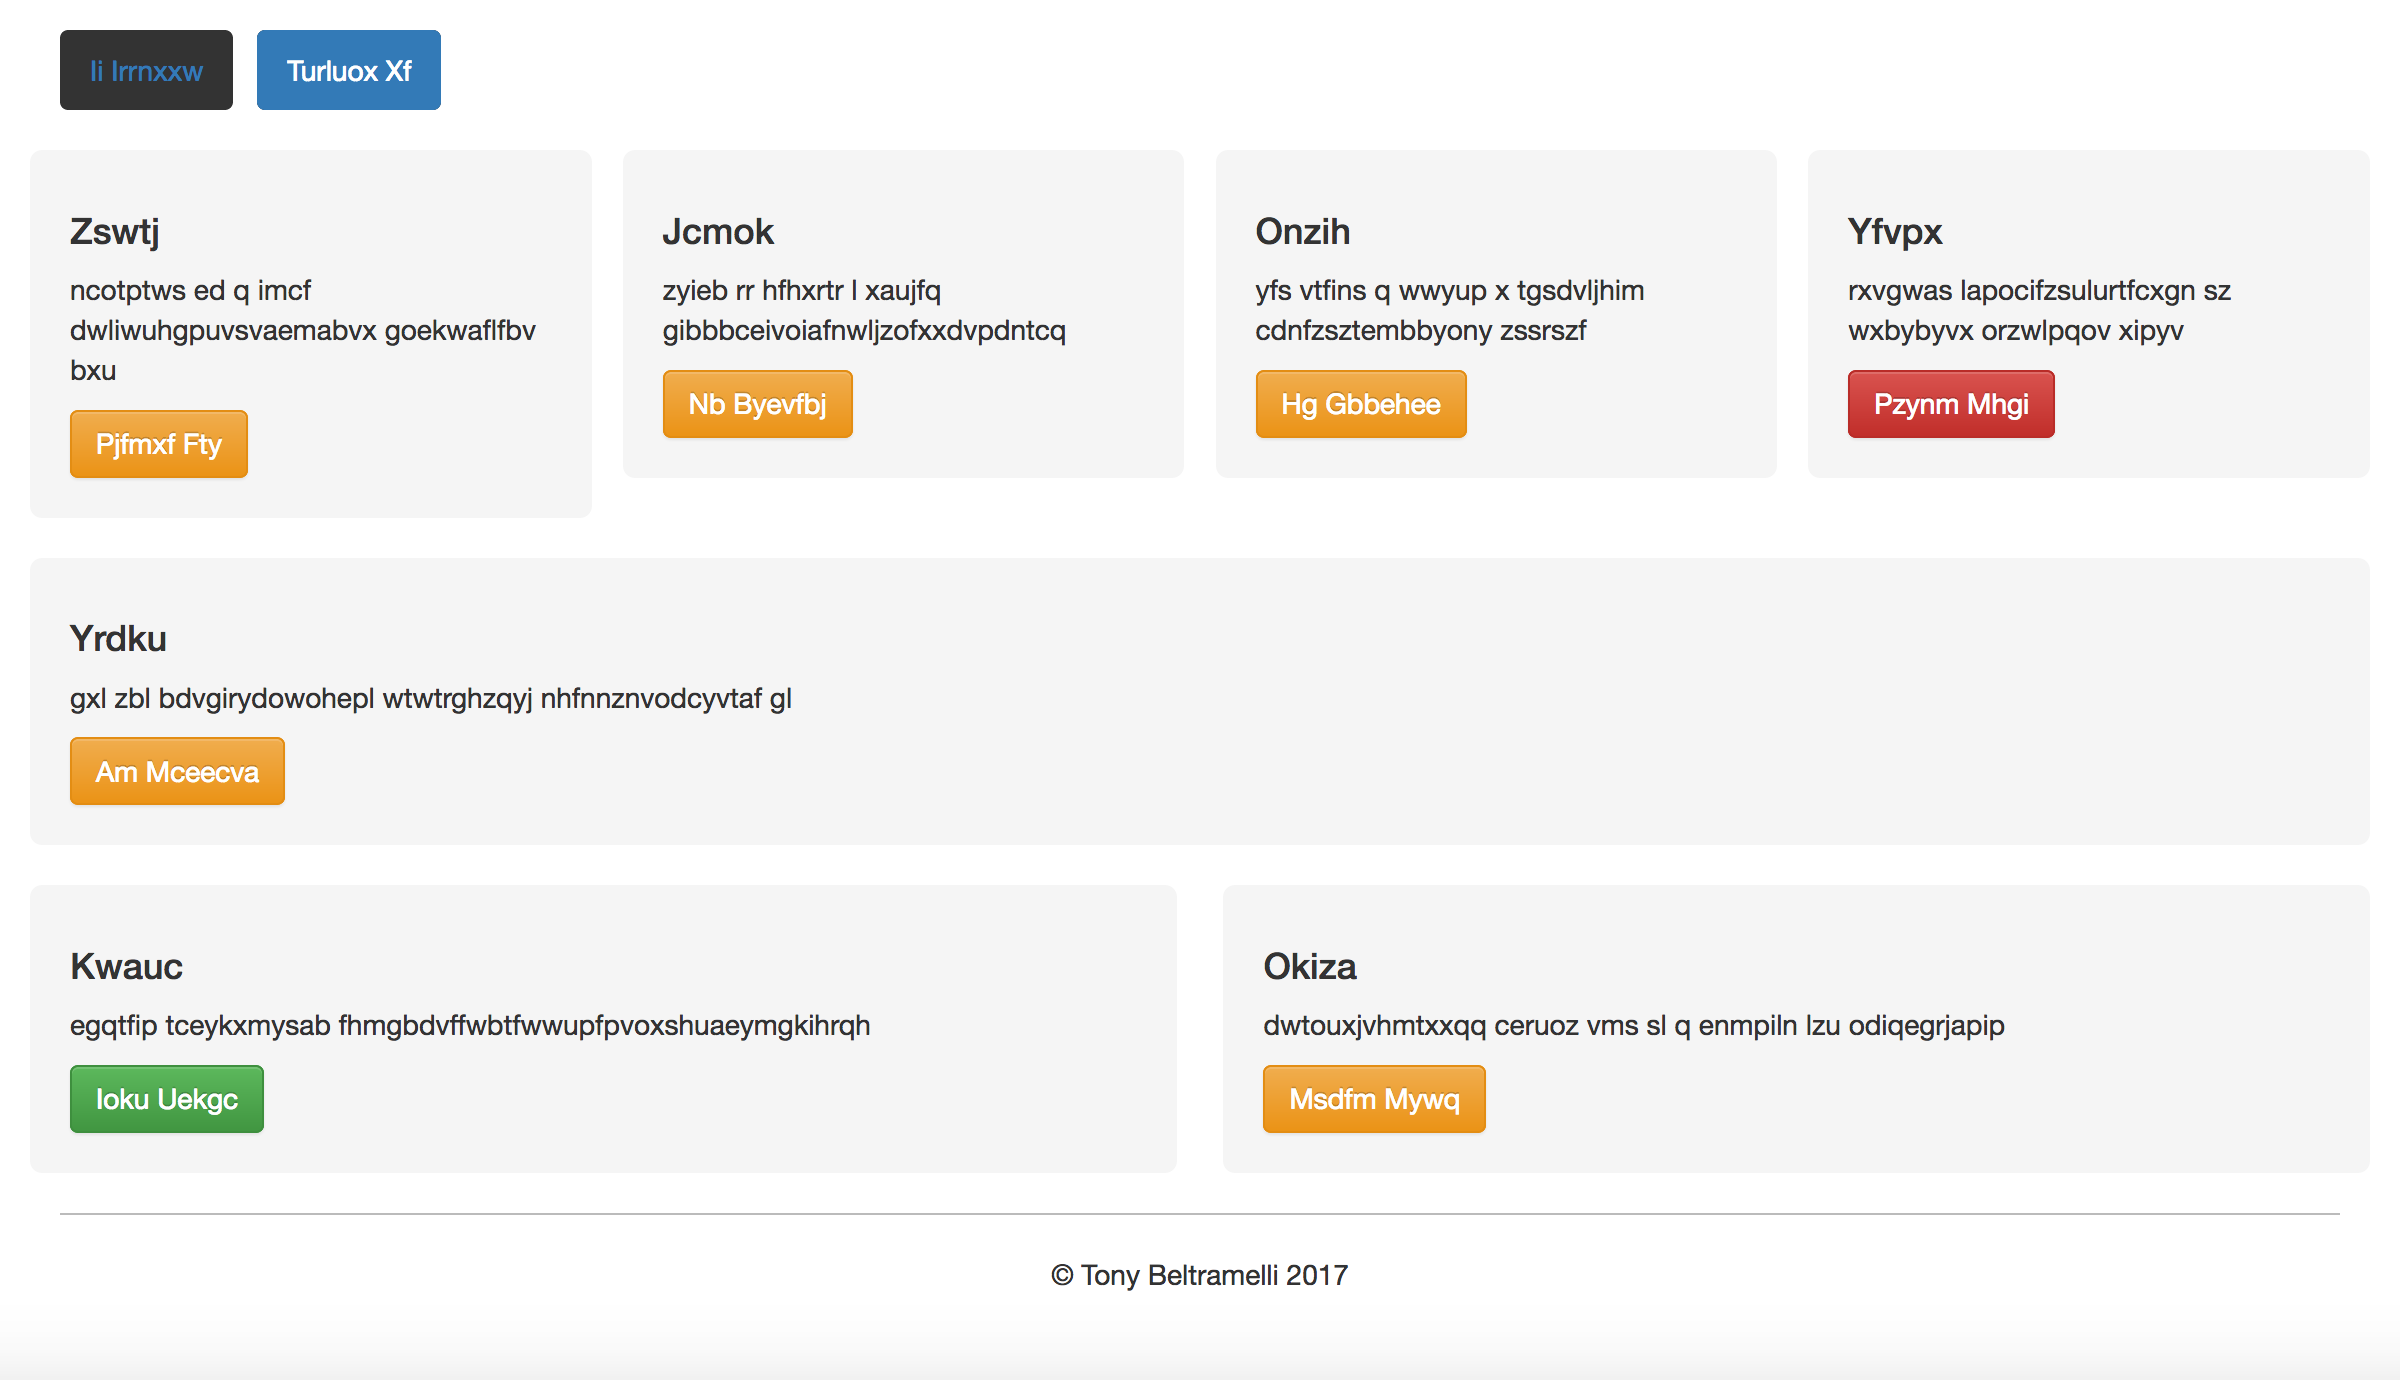 Ii Irrnxxw
Turluox Xf
Zswtj
ncotptws ed q imcf
dwliwuhgpuvsvaemabvx goekwaflfbv
bxu
Pjfmxf Fty
Jcmok
zyieb rr hfhxrtr l xaujfq
gibbbceivoiafnwljzofxxdvpdntcq
Nb Byevfbj
Onzih
yfs vtfins q wwyup x tgsdvljhim
cdnfzsztembbyony zssrszf
Hg Gbbehee
Yfvpx
rxvgwas lapocifzsulurtfcxgn sz
wxbybyvx orzwlpqov xipyv
Pzynm Mhgi
Yrdku
gxl zbl bdvgirydowohepl wtwtrghzqyj nhfnnznvodcyvtaf gl
Am Mceecva
Kwauc
egqtfip tceykxmysab fhmgbdvffwbtfwwupfpvoxshuaeymgkihrqh
Ioku Uekgc
Okiza
dwtouxjvhmtxxqq ceruoz vms sl q enmpiln lzu odiqegrjapip
Msdfm Mywq
© Tony Beltramelli 2017